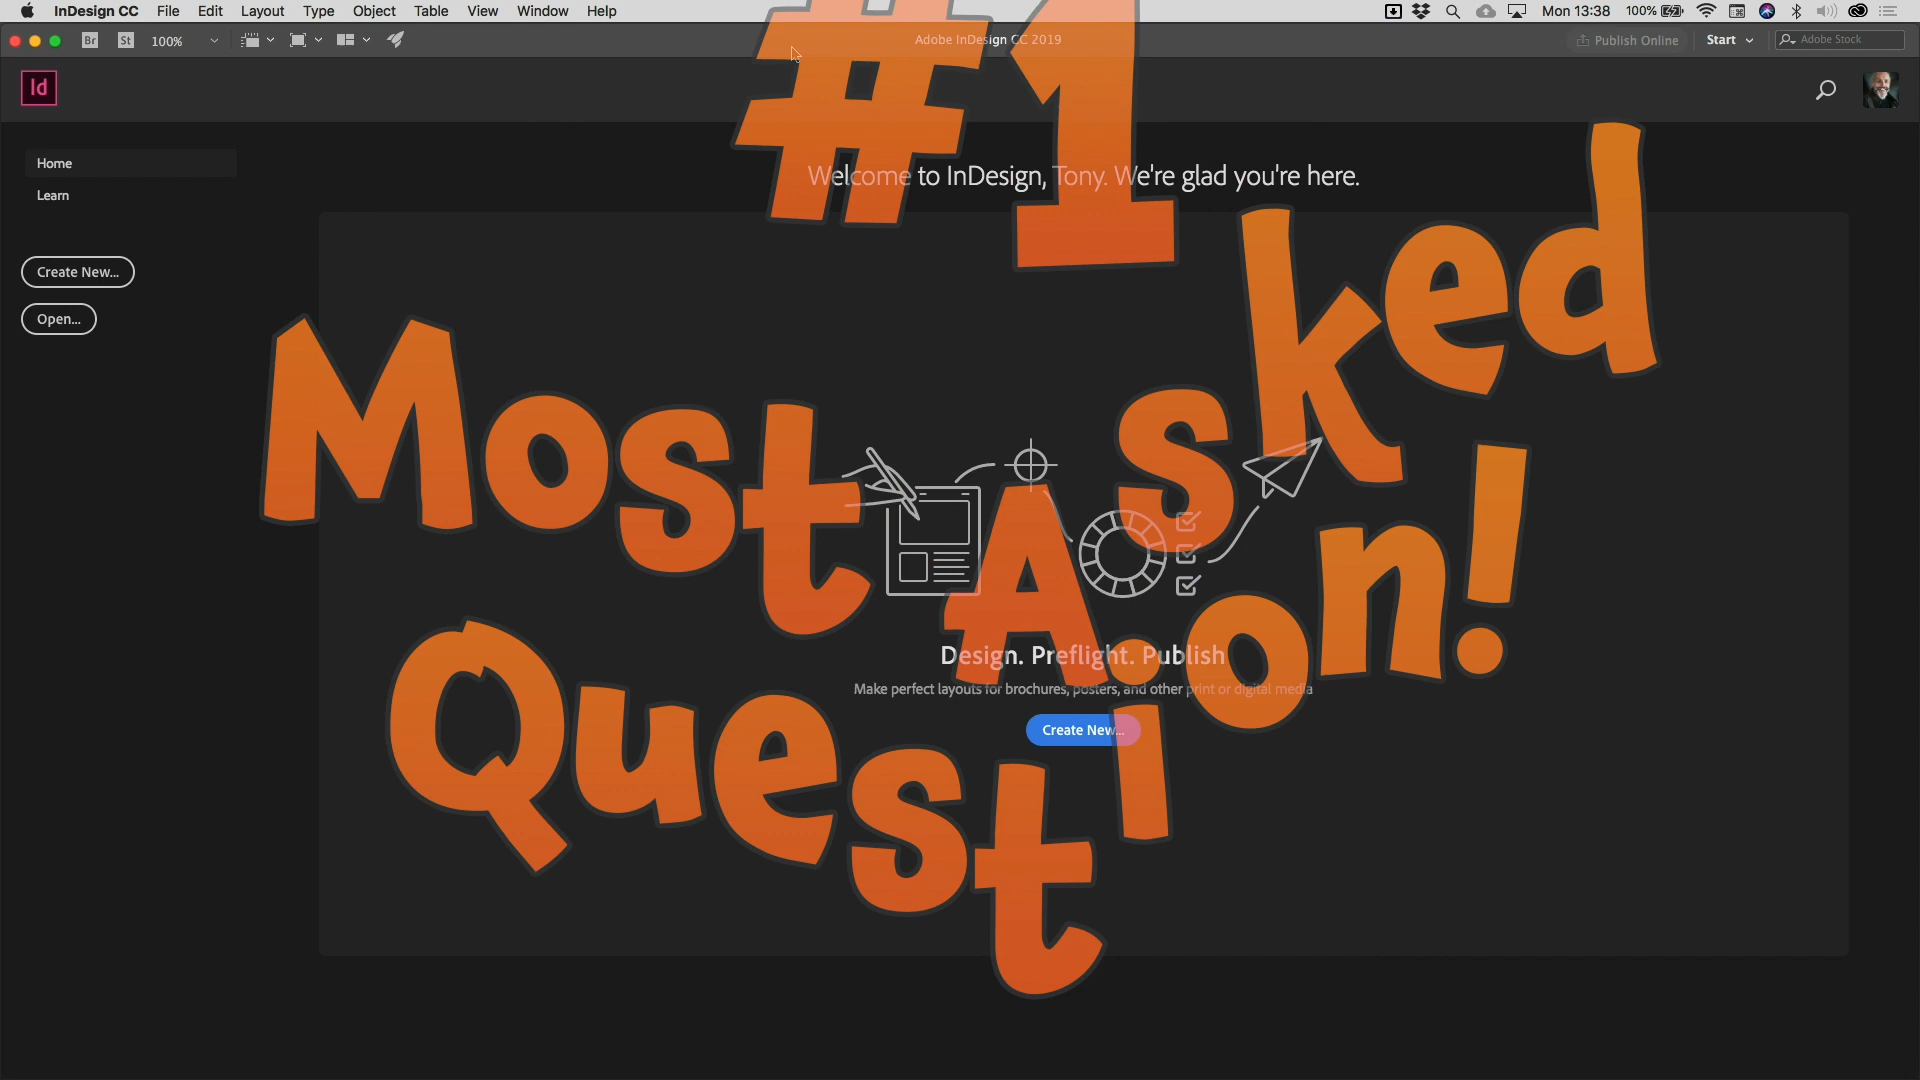 InDesign CC File Edit Layout Type Object Table View Window Help Mon 13:38 100%
Br St 100% Adobe InDesign CC 2019 Publish Online Start Adobe Stock
Id
#1
Welcome to InDesign, Tony. We're glad you're here.
Home
Learn
Create New...
Open...
Most Asked
Question!
Design. Preflight. Publish
Make perfect layouts for brochures, posters, and other print or digital media
Create New...